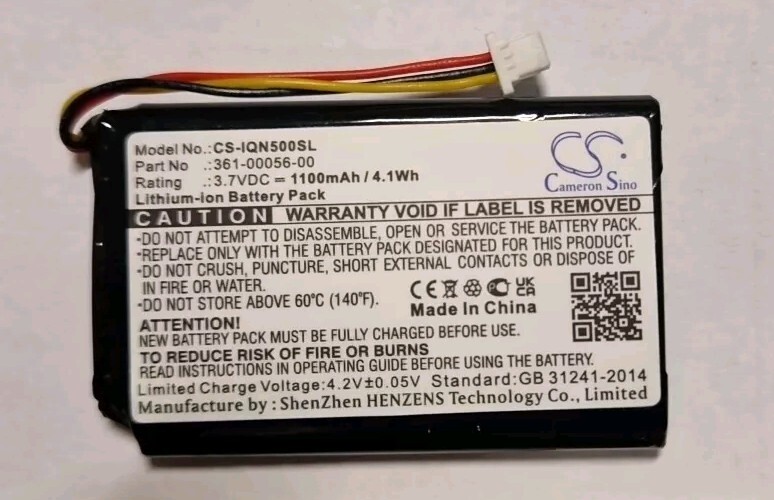 Model No.:CS-IQN500SL
Part No .:361-00056-00
Rating .:3.7VDC = 1100mAh / 4.1Wh
Lithium-ion Battery Pack
CS
Cameron Sino
CAUTION WARRANTY VOID IF LABEL IS REMOVED
•DO NOT ATTEMPT TO DISASSEMBLE, OPEN OR SERVICE THE BATTERY PACK.
•REPLACE ONLY WITH THE BATTERY PACK DESIGNATED FOR UNIT.
•DO NOT CRUSH, PUNCTURE, SHORT EXTERNAL CONTACTS OR DISPOSE OF
IN FIRE OR WATER.
•DO NOT STORE ABOVE 60°C (140°F).
CE UK CA
Made In China
ATTENTION!
NEW BATTERY PACK MUST BE FULLY CHARGED BEFORE USE.
TO REDUCE RISK OF FIRE OR BURNS
READ INSTRUCTIONS IN OPERATING DEVICE MANUAL BEFORE USING BATTERY.
Limited Charge Voltage:4.2V±0.05V Standard:GB 31241-2014
Manufacture by : ShenZhen HENZENS Technology Co., Limited